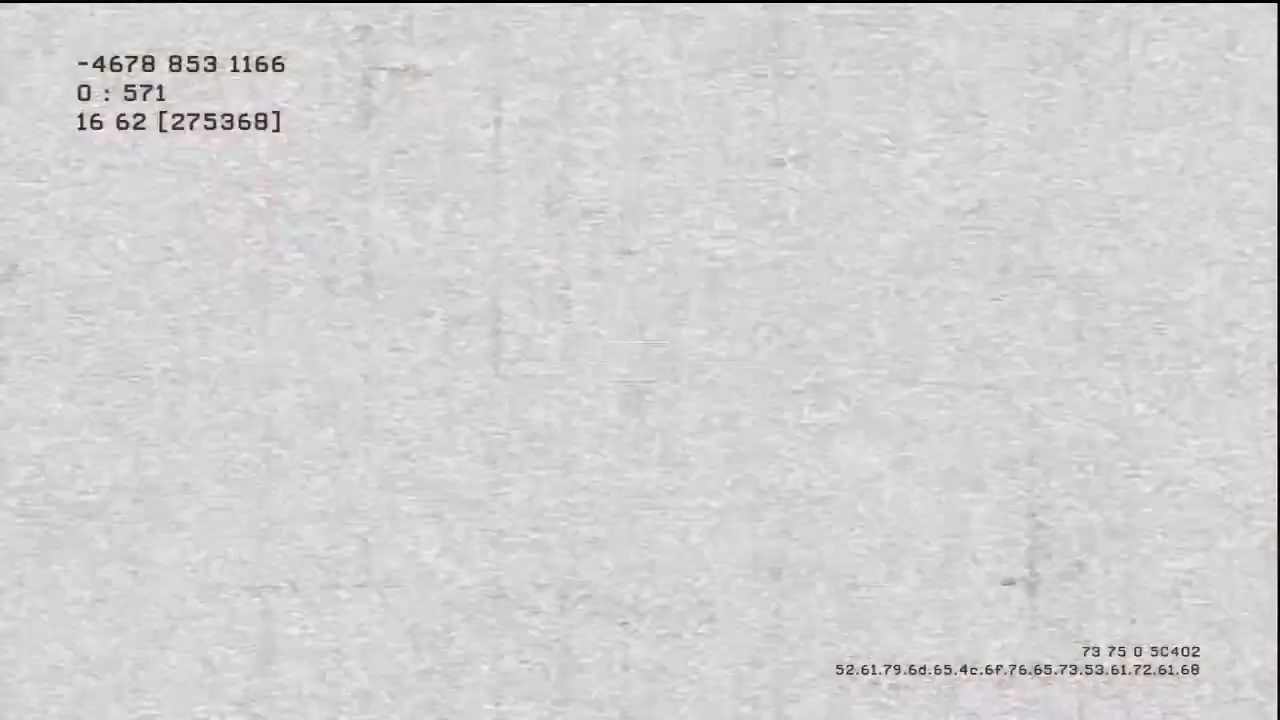 -4678 853 1166
0 : 571
16 62 [275368]
73 75 0 5C402
52.61.79.6d.65.4c.6f.76.65.73.53.61.72.61.68